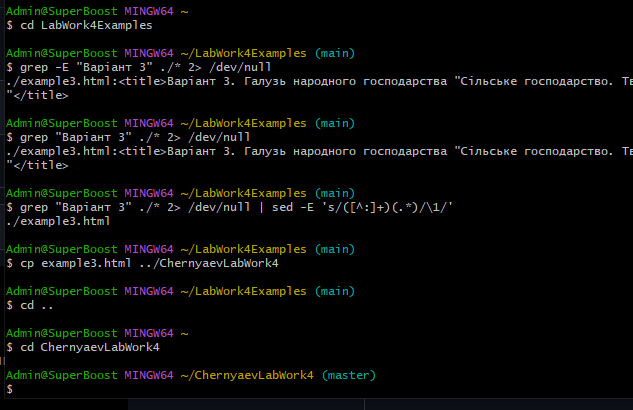 Admin@SuperBoost MINGW64 ~
$ cd LabWork4Examples
Admin@SuperBoost MINGW64 ~/LabWork4Examples (main)
$ grep -E "Варіант 3" ./* 2> /dev/null
./example3.html:<title>Варіант 3. Галузь народного господарства "Сільське господарство. Тв
"</title>
Admin@SuperBoost MINGW64 ~/LabWork4Examples (main)
$ grep "Варіант 3" ./* 2> /dev/null
./example3.html:<title>Варіант 3. Галузь народного господарства "Сільське господарство. Тв
"</title>
Admin@SuperBoost MINGW64 ~/LabWork4Examples (main)
$ grep "Варіант 3" ./* 2> /dev/null | sed -E 's/([^:]+)(.*)/\1/'
./example3.html
Admin@SuperBoost MINGW64 ~/LabWork4Examples (main)
$ cp example3.html ../ChernyaevLabWork4
Admin@SuperBoost MINGW64 ~/LabWork4Examples (main)
$ cd ..
Admin@SuperBoost MINGW64 ~
$ cd ChernyaevLabWork4
Admin@SuperBoost MINGW64 ~/ChernyaevLabWork4 (master)
$